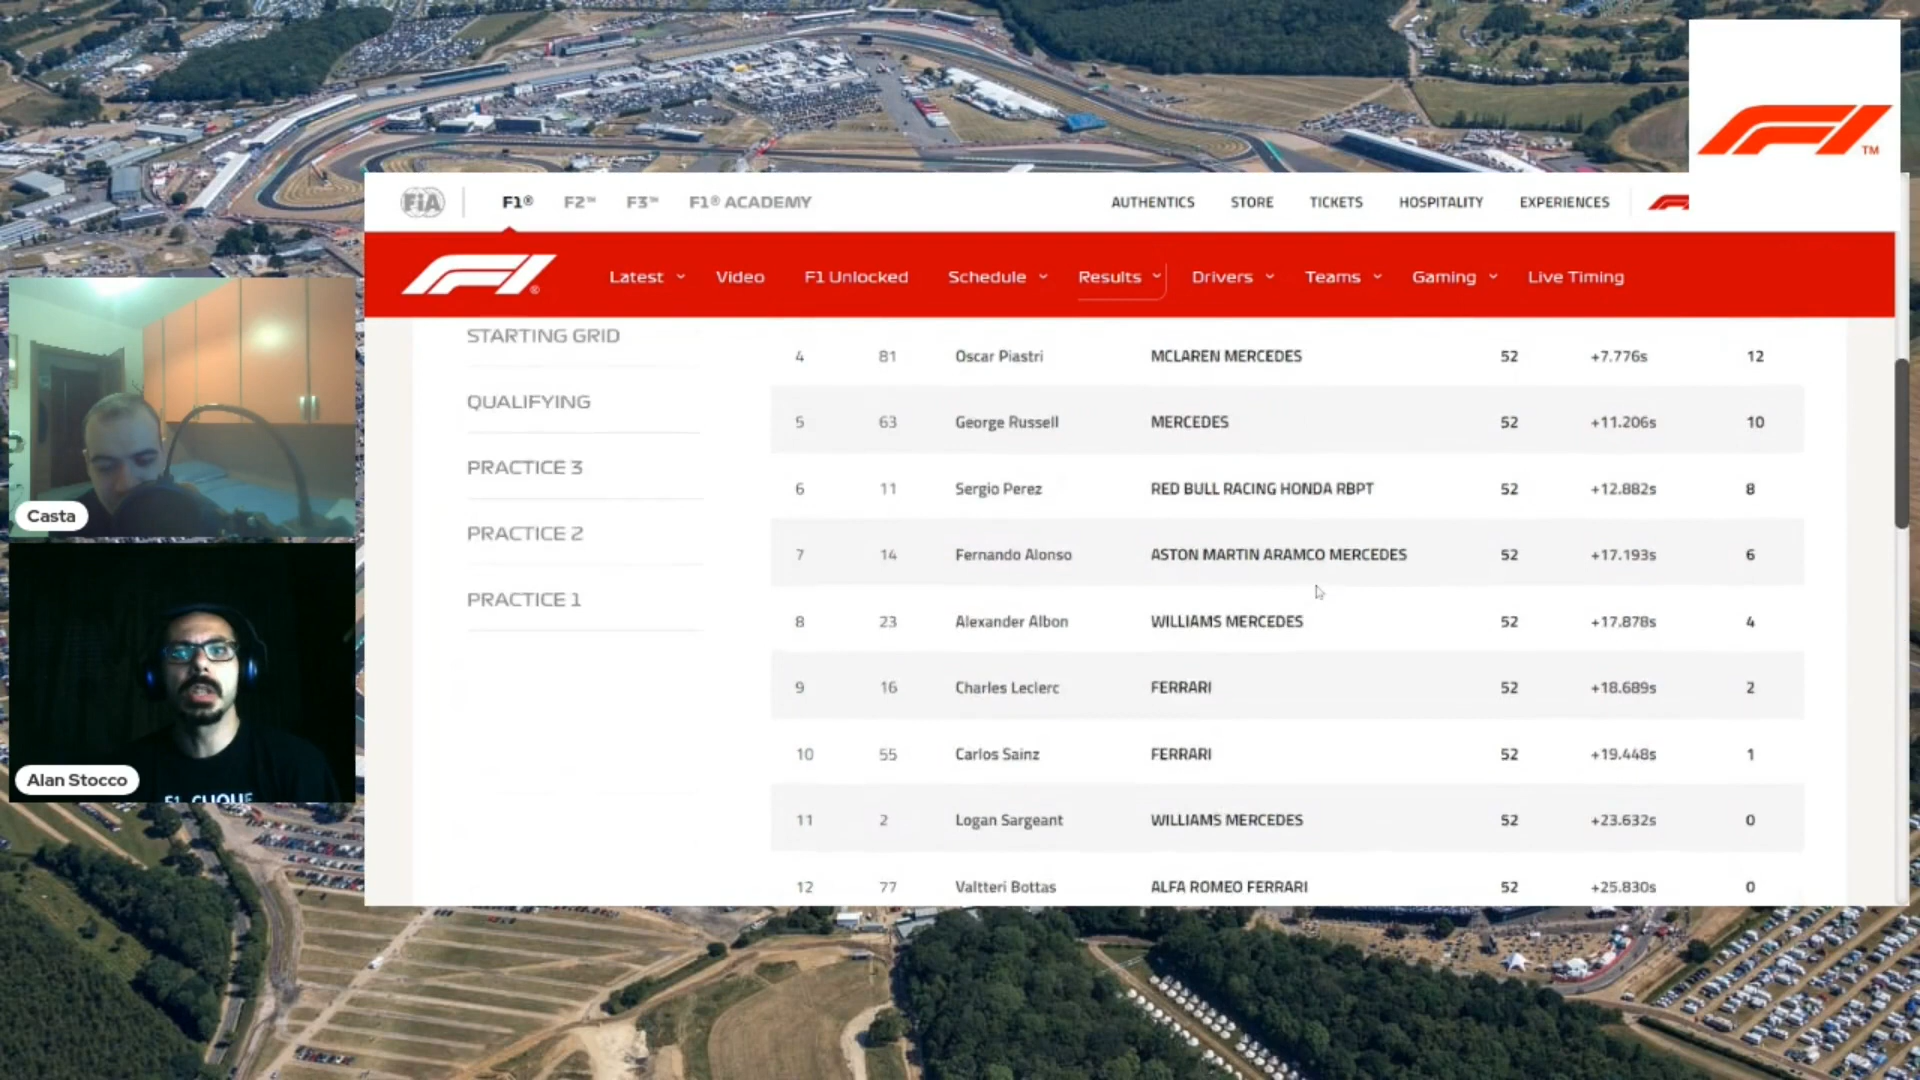 FiA
F1® F2™ F3™ F1® ACADEMY
AUTHENTICS STORE TICKETS HOSPITALITY EXPERIENCES
F1 ™
F1 ® Latest Video F1 Unlocked Schedule Results Drivers Teams Gaming Live Timing
STARTING GRID
QUALIFYING
PRACTICE 3
PRACTICE 2
PRACTICE 1
4 81 Oscar Piastri MCLAREN MERCEDES 52 +7.776s 12
5 63 George Russell MERCEDES 52 +11.206s 10
6 11 Sergio Perez RED BULL RACING HONDA RBPT 52 +12.882s 8
7 14 Fernando Alonso ASTON MARTIN ARAMCO MERCEDES 52 +17.193s 6
8 23 Alexander Albon WILLIAMS MERCEDES 52 +17.878s 4
9 16 Charles Leclerc FERRARI 52 +18.689s 2
10 55 Carlos Sainz FERRARI 52 +19.448s 1
11 2 Logan Sargeant WILLIAMS MERCEDES 52 +23.632s 0
12 77 Valtteri Bottas ALFA ROMEO FERRARI 52 +25.830s 0
Casta
Alan Stocco